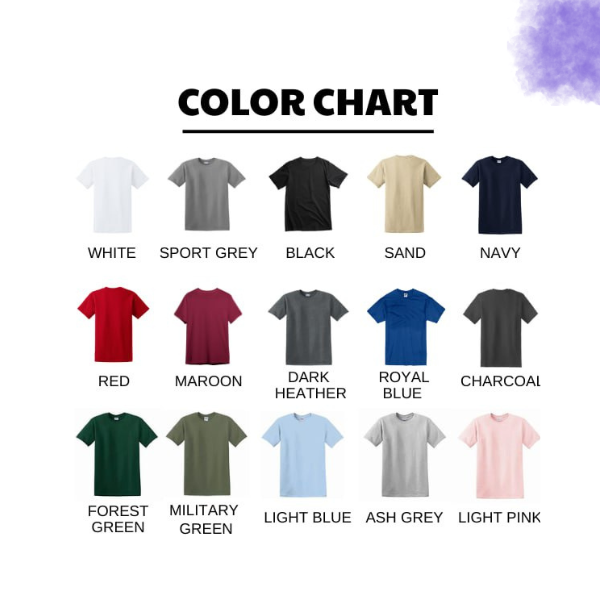 COLOR CHART
WHITE
SPORT GREY
BLACK
SAND
NAVY
RED
MAROON
DARK
HEATHER
ROYAL
BLUE
CHARCOAL
FOREST
GREEN
MILITARY
GREEN
LIGHT BLUE
ASH GREY
LIGHT PINK